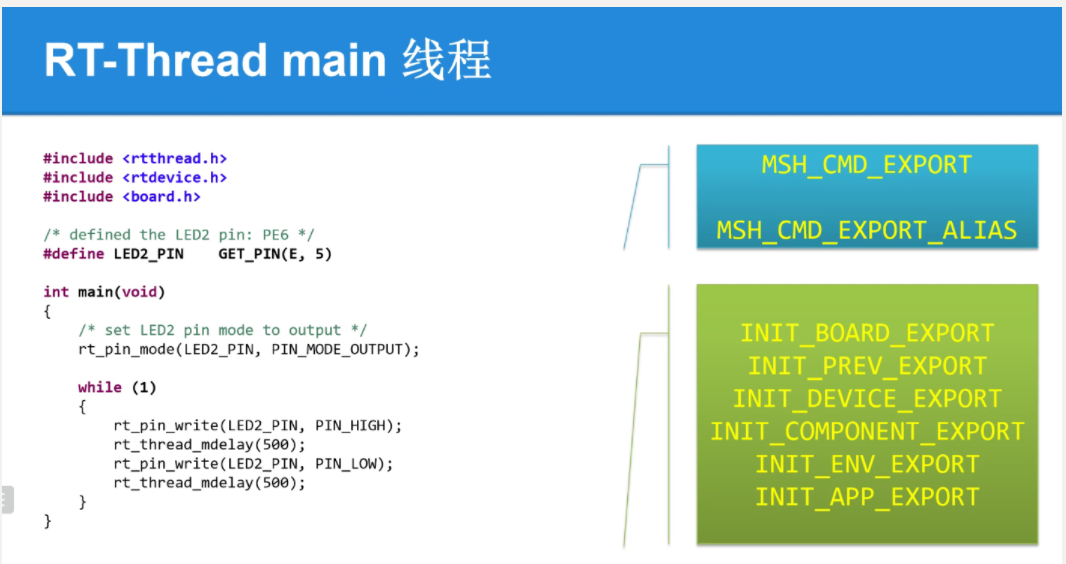 RT-Thread main 线程
#include <rtthread.h>
#include <rtdevice.h>
#include <board.h>
/* defined the LED2 pin: PE6 */
#define LED2_PIN    GET_PIN(E, 5)
int main(void)
{
    /* set LED2 pin mode to output */
    rt_pin_mode(LED2_PIN, PIN_MODE_OUTPUT);
    while (1)
    {
        rt_pin_write(LED2_PIN, PIN_HIGH);
        rt_thread_mdelay(500);
        rt_pin_write(LED2_PIN, PIN_LOW);
        rt_thread_mdelay(500);
    }
}
MSH_CMD_EXPORT
MSH_CMD_EXPORT_ALIAS
INIT_BOARD_EXPORT
INIT_PREV_EXPORT
INIT_DEVICE_EXPORT
INIT_COMPONENT_EXPORT
INIT_ENV_EXPORT
INIT_APP_EXPORT